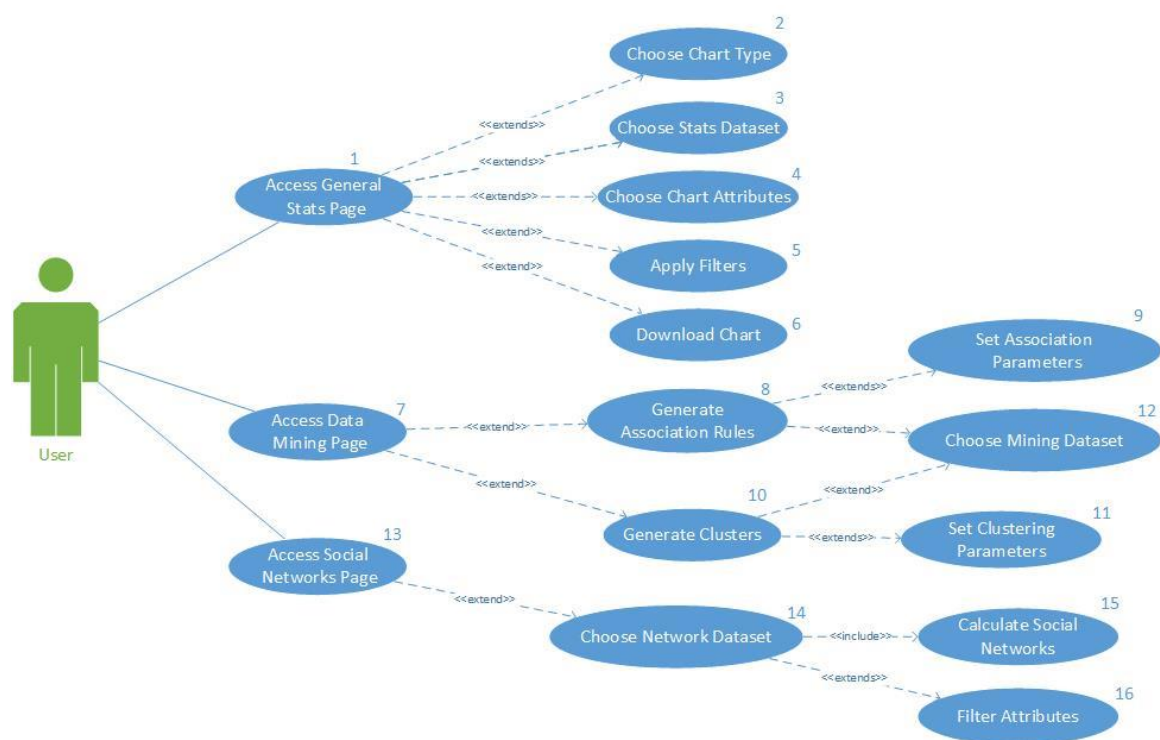 2
Choose Chart Type
<<extends>>
3
Choose Stats Dataset
<<extends>>
1
Access General
Stats Page
4
Choose Chart Attributes
<<extends>>
<<extend>>
5
Apply Filters
<<extend>>
6
Download Chart
9
Set Association
Parameters
<<extends>>
User
7
Access Data
Mining Page
<<extend>>
8
Generate
Association Rules
<<extend>>
12
Choose Mining Dataset
<<extend>>
<<extend>>
10
Generate Clusters
<<extends>>
11
Set Clustering
Parameters
13
Access Social
Networks Page
<<extend>>
14
Choose Network Dataset
<<include>>
15
Calculate Social
Networks
<<extends>>
16
Filter Attributes